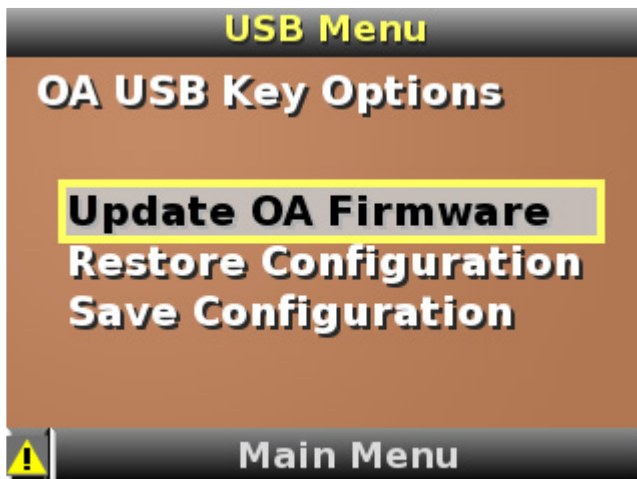 USB Menu
OA USB Key Options
Update OA Firmware
Restore Configuration
Save Configuration
Main Menu